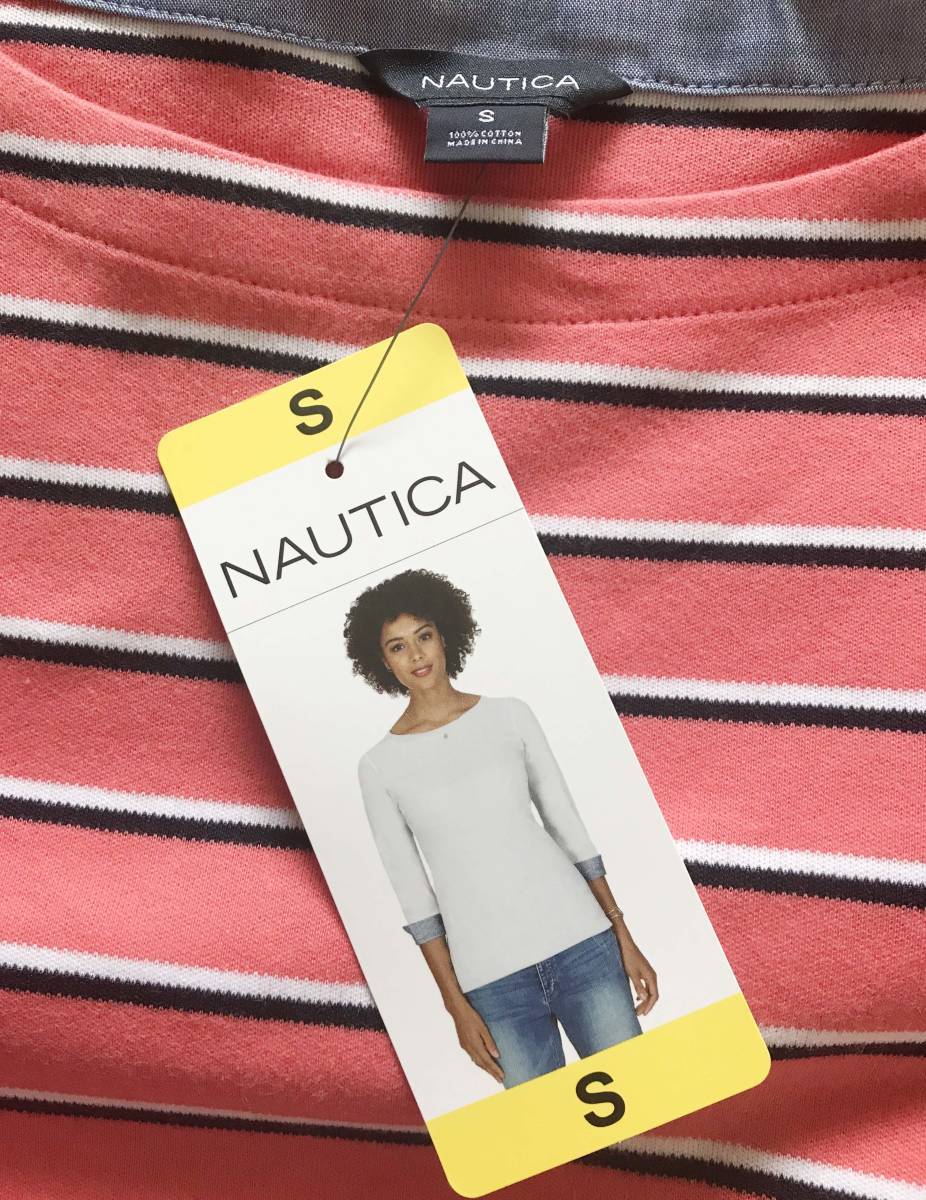 NAUTICA
S
100% COTTON
MADE IN CHINA
S
NAUTICA
S